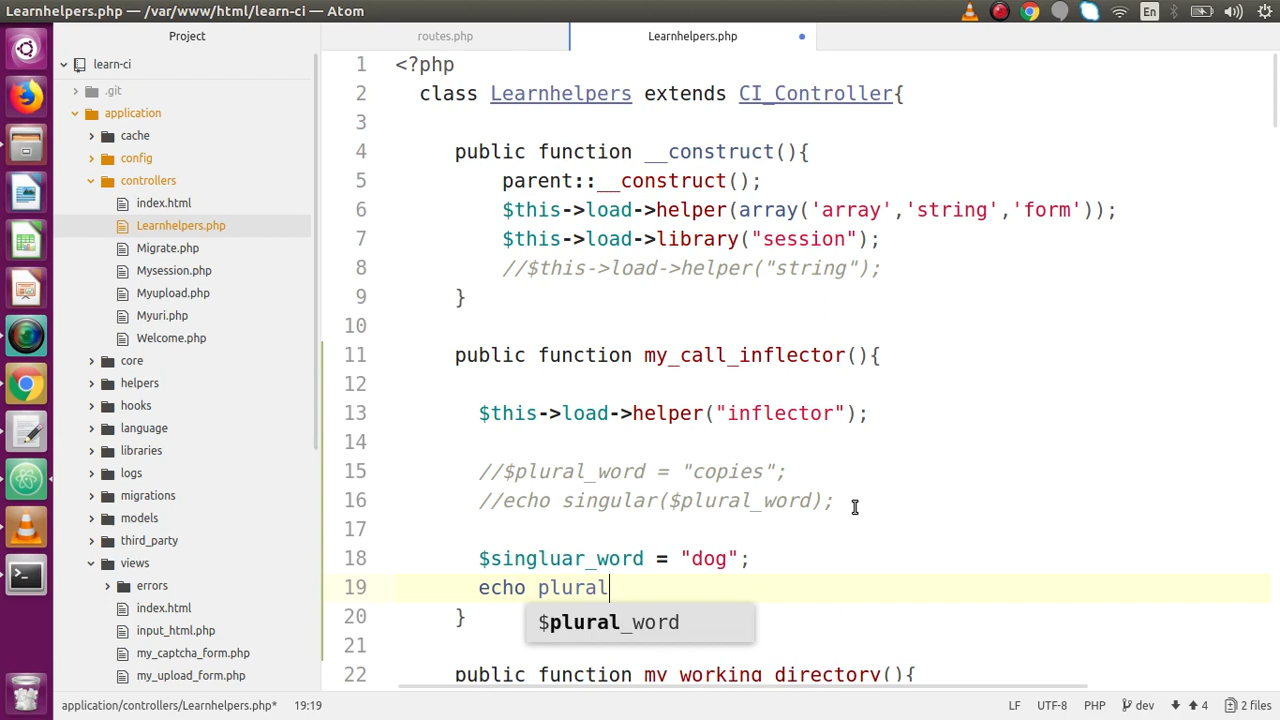 Learnhelpers.php — /var/www/html/learn-ci — Atom
En
Project
routes.php
Learnhelpers.php
learn-ci
.git
application
cache
config
controllers
index.html
Learnhelpers.php
Migrate.php
Mysession.php
Myupload.php
Myuri.php
Welcome.php
core
helpers
hooks
language
libraries
logs
migrations
models
third_party
views
errors
index.html
input_html.php
my_captcha_form.php
my_upload_form.php
1 <?php
2 class Learnhelpers extends CI_Controller{
3
4 public function __construct(){
5 parent::__construct();
6 $this->load->helper(array('array','string','form'));
7 $this->load->library("session");
8 //$this->load->helper("string");
9 }
10
11 public function my_call_inflector(){
12
13 $this->load->helper("inflector");
14
15 //$plural_word = "copies";
16 //echo singular($plural_word);
17
18 $singluar_word = "dog";
19 echo plural
20 }
$plural_word
21
22 public function my_working_directory(){
application/controllers/Learnhelpers.php* 19:19
LF UTF-8 PHP dev 4 2 files